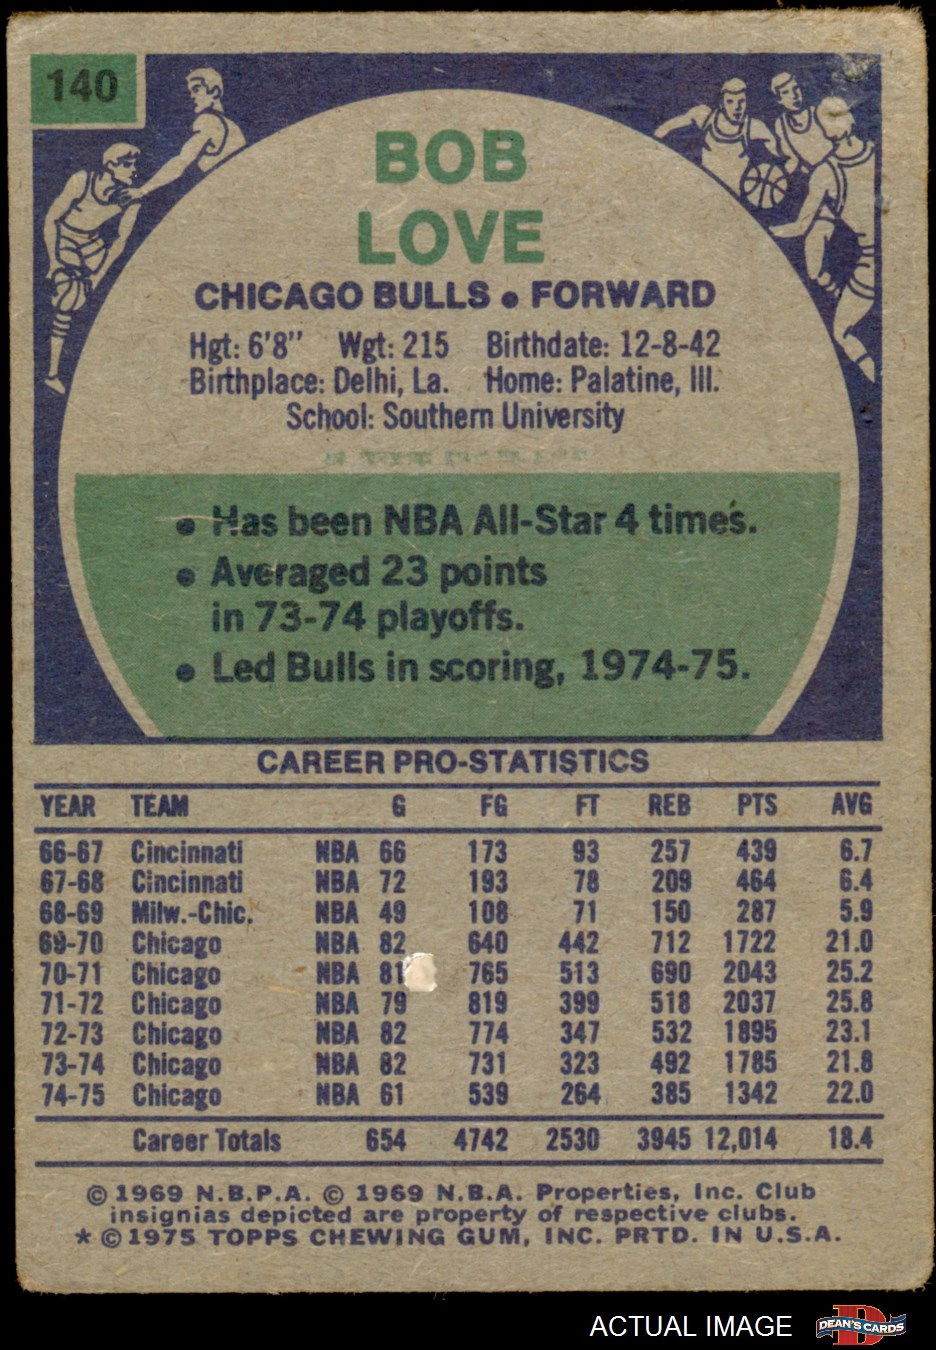 140
BOB
LOVE
CHICAGO BULLS • FORWARD
Hgt: 6'8" Wgt: 215 Birthdate: 12-8-42
Birthplace: Delhi, La. Home: Palatine, Ill.
School: Southern University
• Has been NBA All-Star 4 times.
• Averaged 23 points
in 73-74 playoffs.
• Led Bulls in scoring, 1974-75.
CAREER PRO-STATISTICS
YEAR TEAM G FG FT REB PTS AVG
66-67 Cincinnati NBA 66 173 93 257 439 6.7
67-68 Cincinnati NBA 72 193 78 209 464 6.4
68-69 Milw.-Chic. NBA 49 108 71 150 287 5.9
69-70 Chicago NBA 82 640 442 712 1722 21.0
70-71 Chicago NBA 81 765 513 690 2043 25.2
71-72 Chicago NBA 79 819 399 518 2037 25.8
72-73 Chicago NBA 82 774 347 532 1895 23.1
73-74 Chicago NBA 82 731 323 492 1785 21.8
74-75 Chicago NBA 61 539 264 385 1342 22.0
Career Totals 654 4742 2530 3945 12,014 18.4
© 1969 N.B.P.A. © 1969 N.B.A. Properties, Inc. Club
insignias depicted are property of respective clubs.
* © 1975 TOPPS CHEWING GUM, INC. PRTD. IN U.S.A.
ACTUAL IMAGE
DEAN'S CARDS